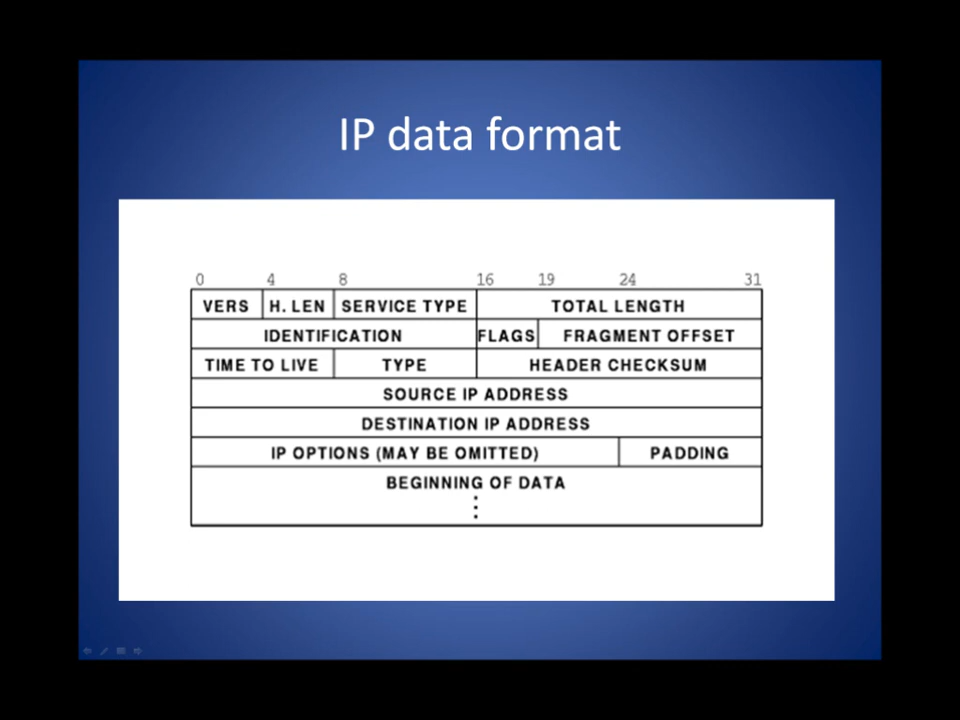 IP data format
0 4 8 16 19 24 31
VERS H. LEN SERVICE TYPE TOTAL LENGTH
IDENTIFICATION FLAGS FRAGMENT OFFSET
TIME TO LIVE TYPE HEADER CHECKSUM
SOURCE IP ADDRESS
DESTINATION IP ADDRESS
IP OPTIONS (MAY BE OMITTED) PADDING
BEGINNING OF DATA